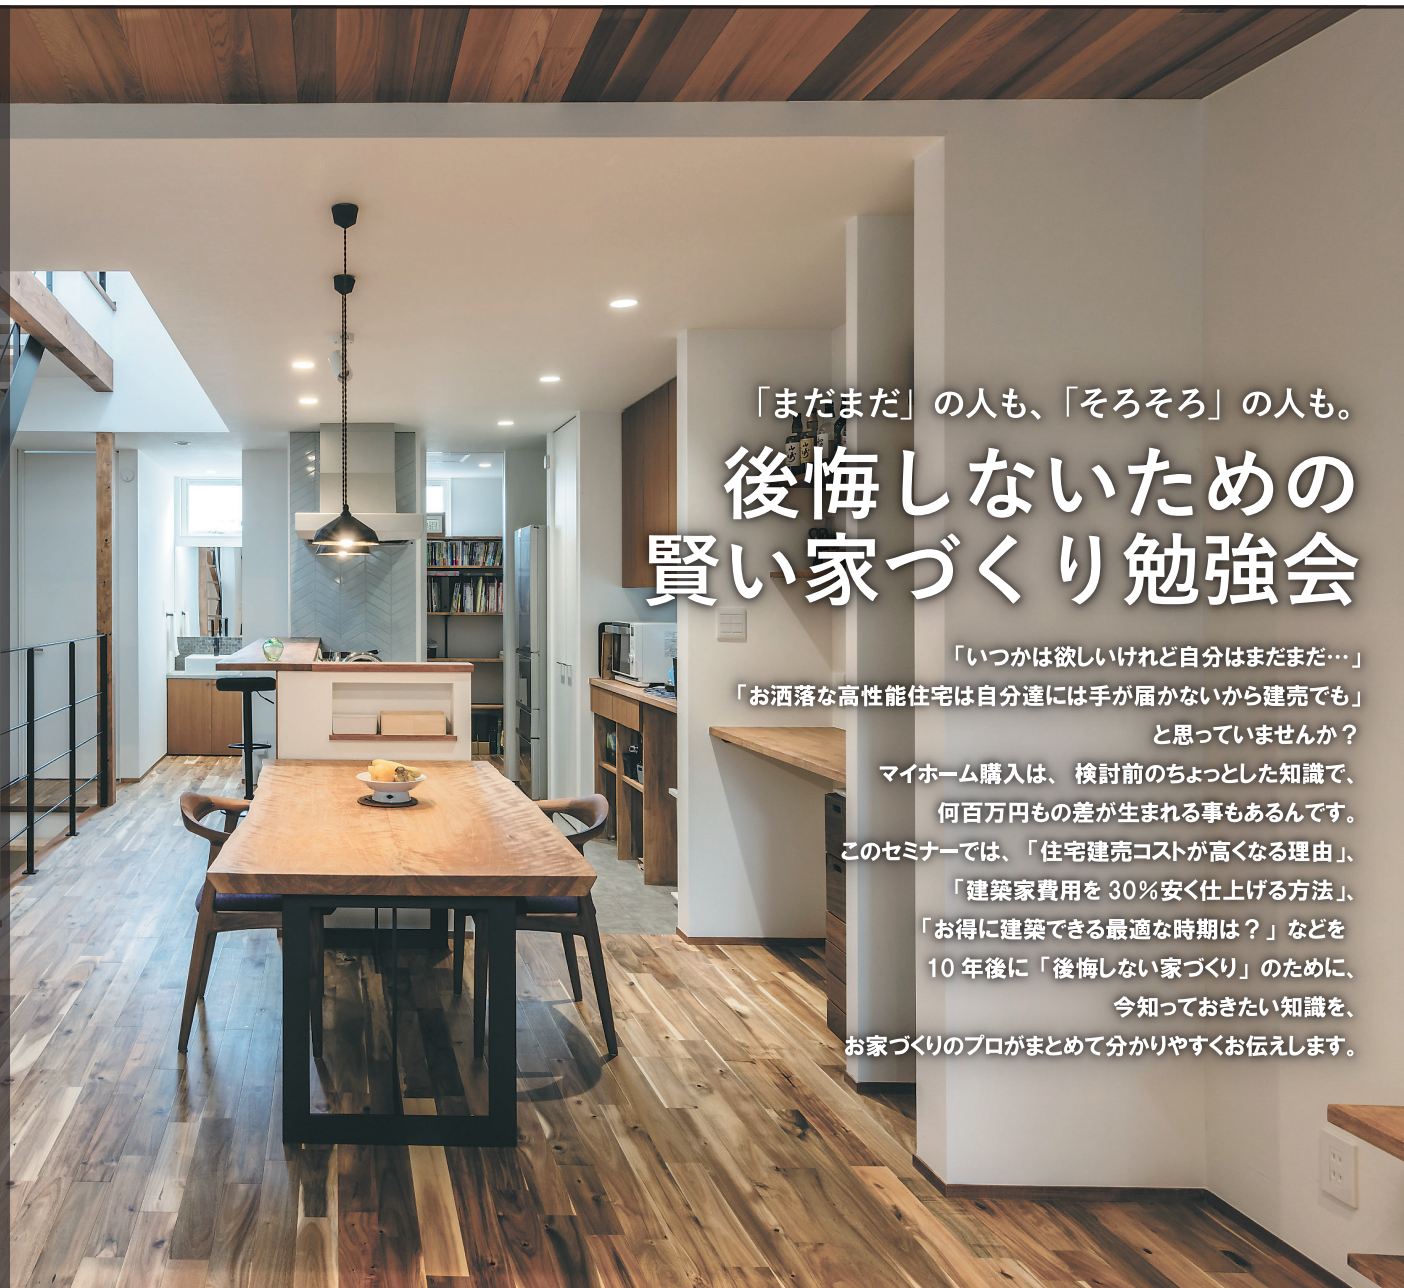 「まだまだ」の人も、「そろそろ」の人も。
後悔しないための
賢い家づくり勉強会
「いつかは欲しいけれど自分はまだまだ…」
「お洒落な高性能住宅は自分達には手が届かないから建売でも」
と思っていませんか?
マイホーム購入は、 検討前のちょっとした知識で、
何百万円もの差が生まれる事もあるんです。
このセミナーでは、「住宅建売コストが高くなる理由」、
「建築家費用を30%安く仕上げる方法」、
「お得に建築できる最適な時期は?」などを
10年後に「後悔しない家づくり」のために、
今知っておきたい知識を、
お家づくりのプロがまとめて分かりやすくお伝えします。